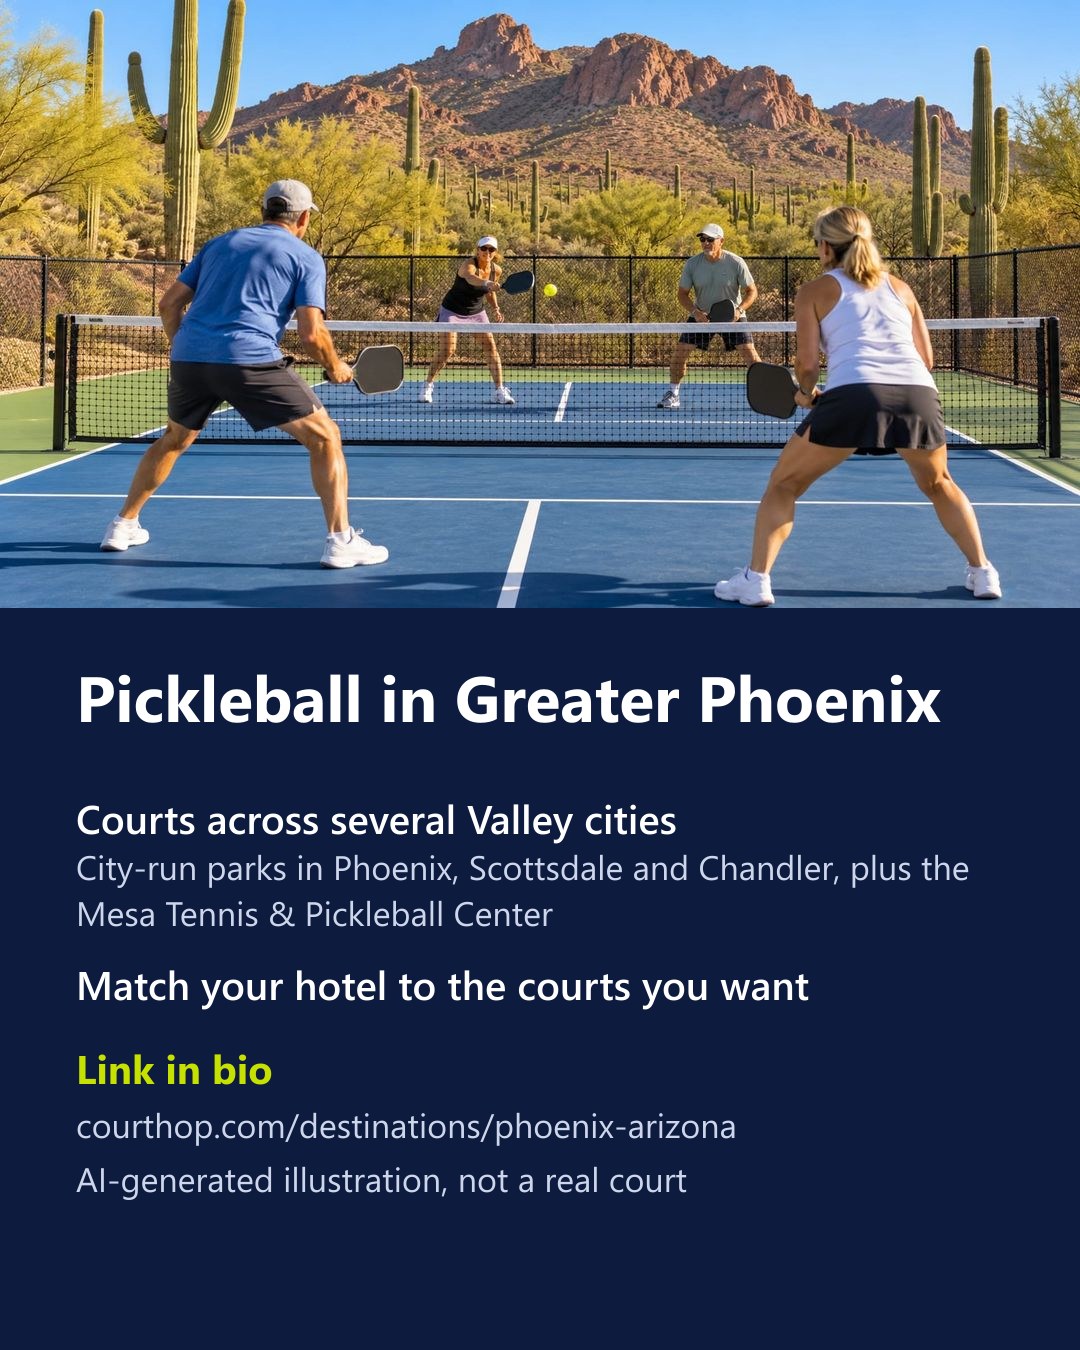 Pickleball in Greater Phoenix
Courts across several Valley cities
City-run parks in Phoenix, Scottsdale and Chandler, plus the
Mesa Tennis & Pickleball Center
Match your hotel to the courts you want
Link in bio
courthop.com/destinations/phoenix-arizona
AI-generated illustration, not a real court